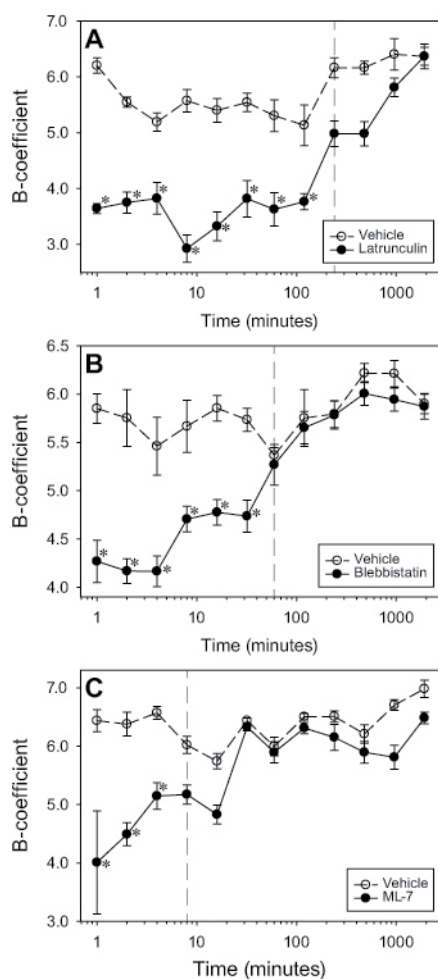 A
7.0
6.0
5.0
4.0
3.0
B-coefficient
* * * * * * * *
Vehicle
Latrunculin
1 10 100 1000
Time (minutes)
B
6.5
6.0
5.5
5.0
4.5
4.0
B-coefficient
* * * * * *
Vehicle
Blebbistatin
1 10 100 1000
Time (minutes)
C
7.0
6.0
5.0
4.0
3.0
B-coefficient
* * *
Vehicle
ML-7
1 10 100 1000
Time (minutes)